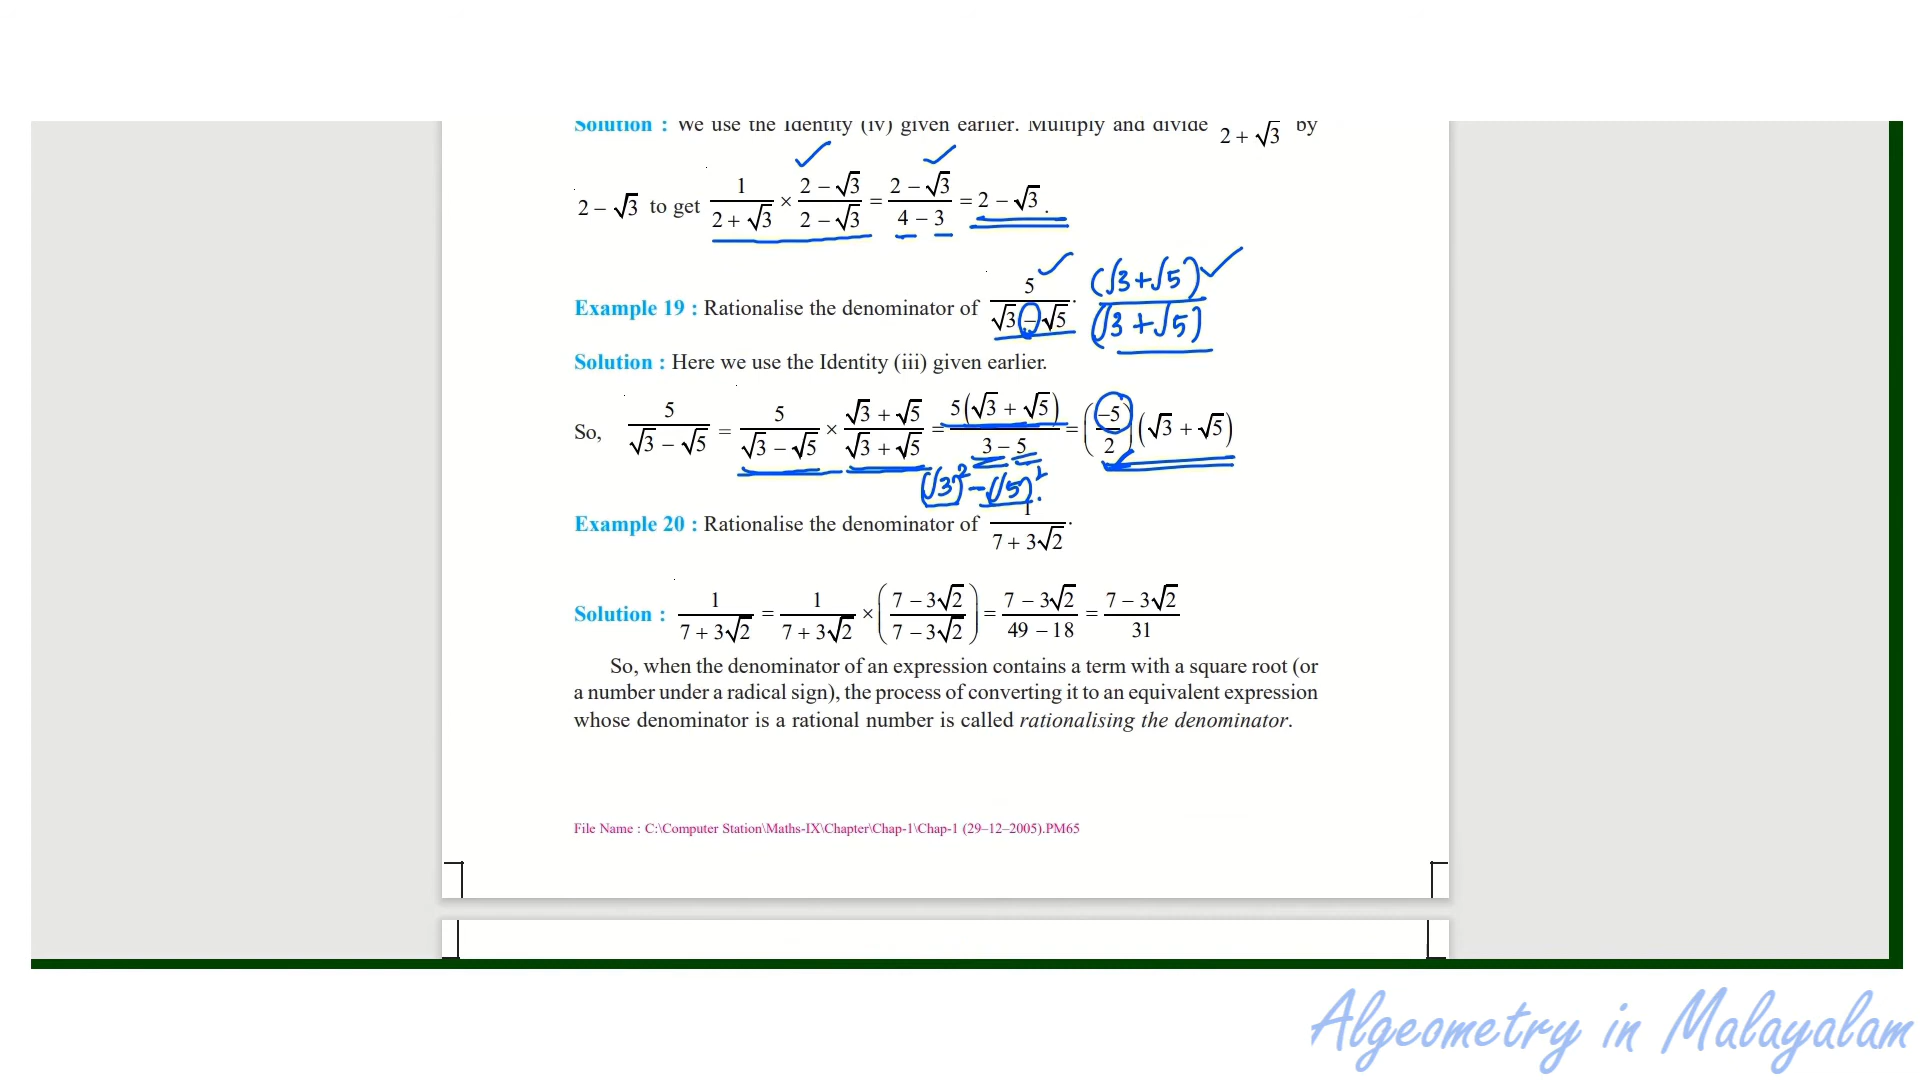 Solution : We use the Identity (iv) given earlier. Multiply and divide 2 + √3 by
2 – √3 to get 1/(2 + √3) × (2 – √3)/(2 – √3) = (2 – √3)/(4 – 3) = 2 – √3 .
Example 19 : Rationalise the denominator of 5/(√3 – √5) · (√3+√5)/(√3+√5)
Solution : Here we use the Identity (iii) given earlier.
So, 5/(√3 – √5) = 5/(√3 – √5) × (√3 + √5)/(√3 + √5) = 5(√3 + √5)/(3 – 5) = (–5/2)(√3 + √5)
(√3)² – (√5)².
Example 20 : Rationalise the denominator of 1/(7 + 3√2) ·
Solution : 1/(7 + 3√2) = 1/(7 + 3√2) × ((7 – 3√2)/(7 – 3√2)) = (7 – 3√2)/(49 – 18) = (7 – 3√2)/31
So, when the denominator of an expression contains a term with a square root (or
a number under a radical sign), the process of converting it to an equivalent expression
whose denominator is a rational number is called rationalising the denominator.
File Name : C:\Computer Station\Maths-IX\Chapter\Chap-1\Chap-1 (29–12–2005).PM65
Algeometry in Malayalam